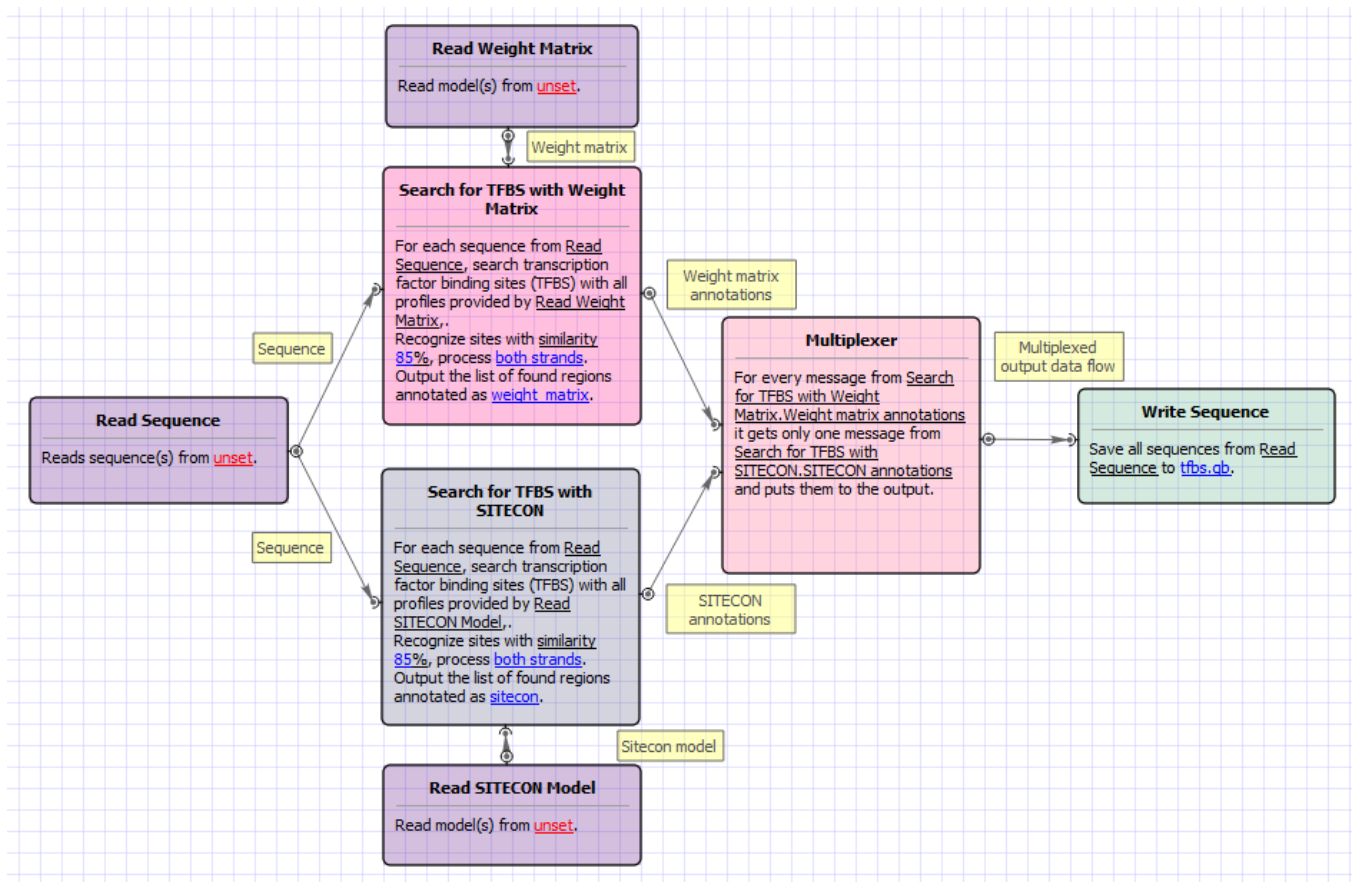 Read Weight Matrix
Read model(s) from unset.
Weight matrix
Search for TFBS with Weight
Matrix
For each sequence from Read
Sequence, search transcription
factor binding sites (TFBS) with all
profiles provided by Read Weight
Matrix,.
Recognize sites with similarity
85%, process both strands.
Output the list of found regions
annotated as weight_matrix.
Weight matrix
annotations
Sequence
Read Sequence
Reads sequence(s) from unset.
Sequence
Multiplexer
For every message from Search
for TFBS with Weight
Matrix.Weight matrix annotations
it gets only one message from
Search for TFBS with
SITECON.SITECON annotations
and puts them to the output.
Multiplexed
output data flow
Write Sequence
Save all sequences from Read
Sequence to tfbs.gb.
Search for TFBS with
SITECON
For each sequence from Read
Sequence, search transcription
factor binding sites (TFBS) with all
profiles provided by Read
SITECON Model,.
Recognize sites with similarity
85%, process both strands.
Output the list of found regions
annotated as sitecon.
SITECON
annotations
Sitecon model
Read SITECON Model
Read model(s) from unset.